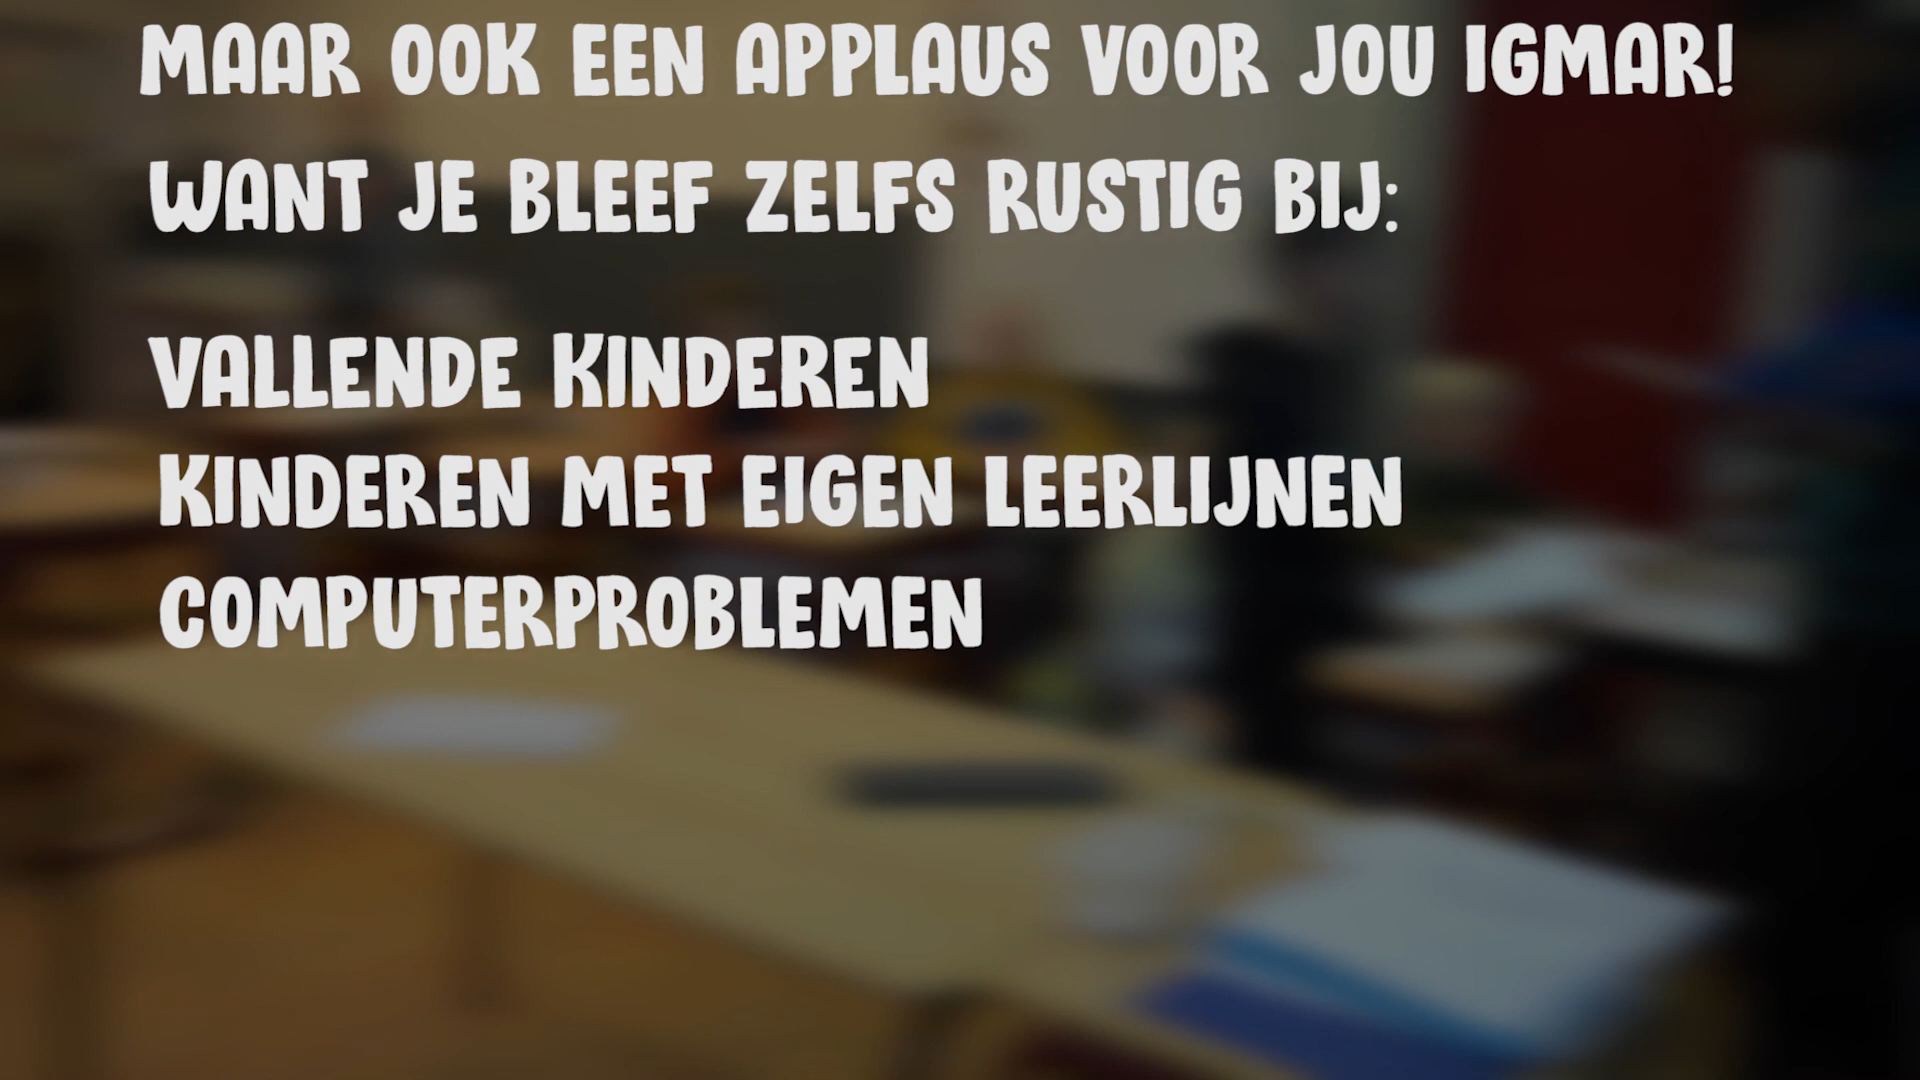 MAAR OOK EEN APPLAUS VOOR JOU IGMAR!
WANT JE BLEEF ZELFS RUSTIG BIJ:
VALLENDE KINDEREN
KINDEREN MET EIGEN LEERLIJNEN
COMPUTERPROBLEMEN